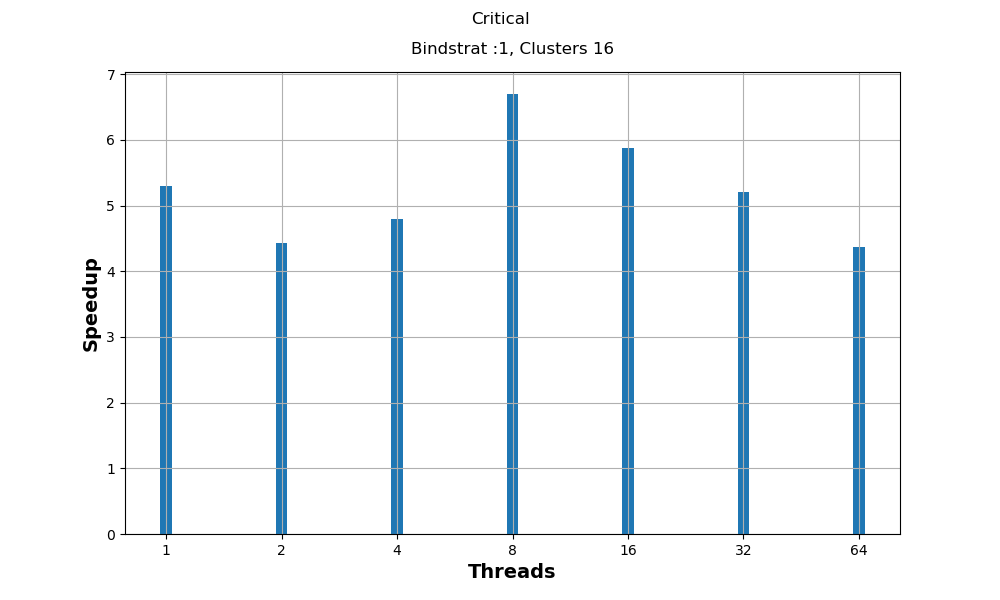 Critical
Bindstrat :1, Clusters 16
7
6
5
4
3
2
1
0
Speedup
1 2 4 8 16 32 64
Threads